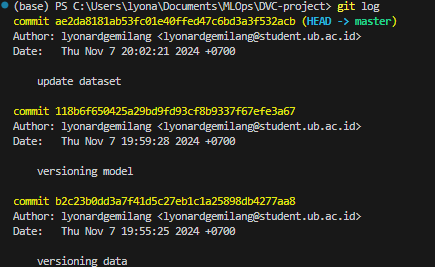 (base) PS C:\Users\lyona\Documents\MLOps\DVC-project> git log
commit ae2da8181ab53fc01e40ffed47c6bd3a3f532acb (HEAD -> master)
Author: lyonardgemilang <lyonardgemilang@student.ub.ac.id>
Date:   Thu Nov 7 20:02:21 2024 +0700
    update dataset
commit 118b6f650425a29bd9fd93cf8b9337f67efe3a67
Author: lyonardgemilang <lyonardgemilang@student.ub.ac.id>
Date:   Thu Nov 7 19:59:28 2024 +0700
    versioning model
commit b2c23b0dd3a7f41d5c27eb1c1a25898db4277aa8
Author: lyonardgemilang <lyonardgemilang@student.ub.ac.id>
Date:   Thu Nov 7 19:55:25 2024 +0700
    versioning data